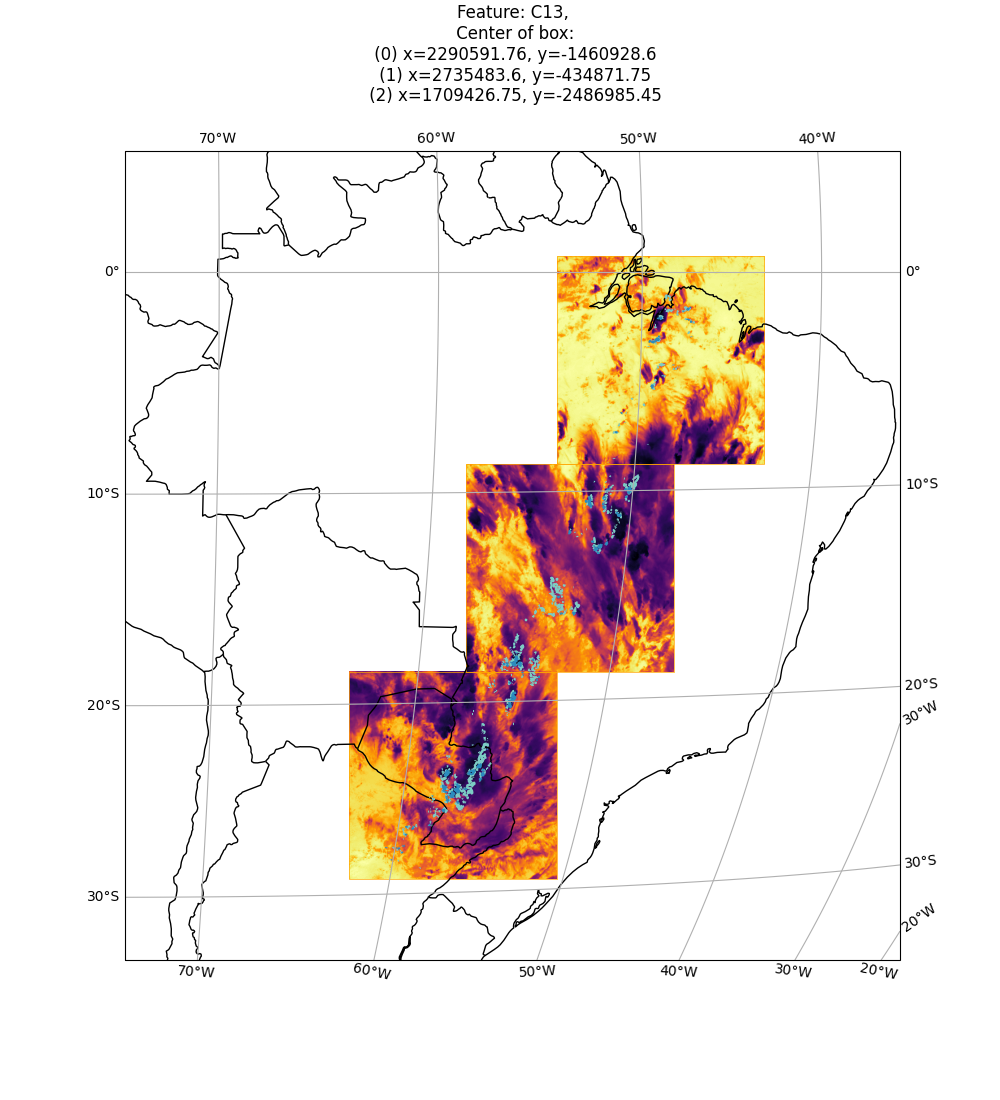 Feature: C13,
Center of box:
(0) x=2290591.76, y=-1460928.6
(1) x=2735483.6, y=-434871.75
(2) x=1709426.75, y=-2486985.45
70°W 60°W 50°W 40°W
0° 0°
10°S 10°S
20°S 20°S
30°W
30°S 30°S
20°W
70°W 60°W 50°W 40°W 30°W 20°W